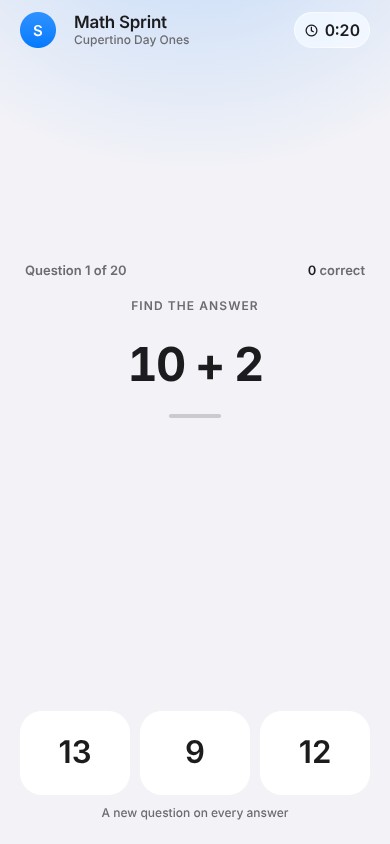 S
Math Sprint
Cupertino Day Ones
0:20
Question 1 of 20
0 correct
FIND THE ANSWER
10 + 2
13
9
12
A new question on every answer